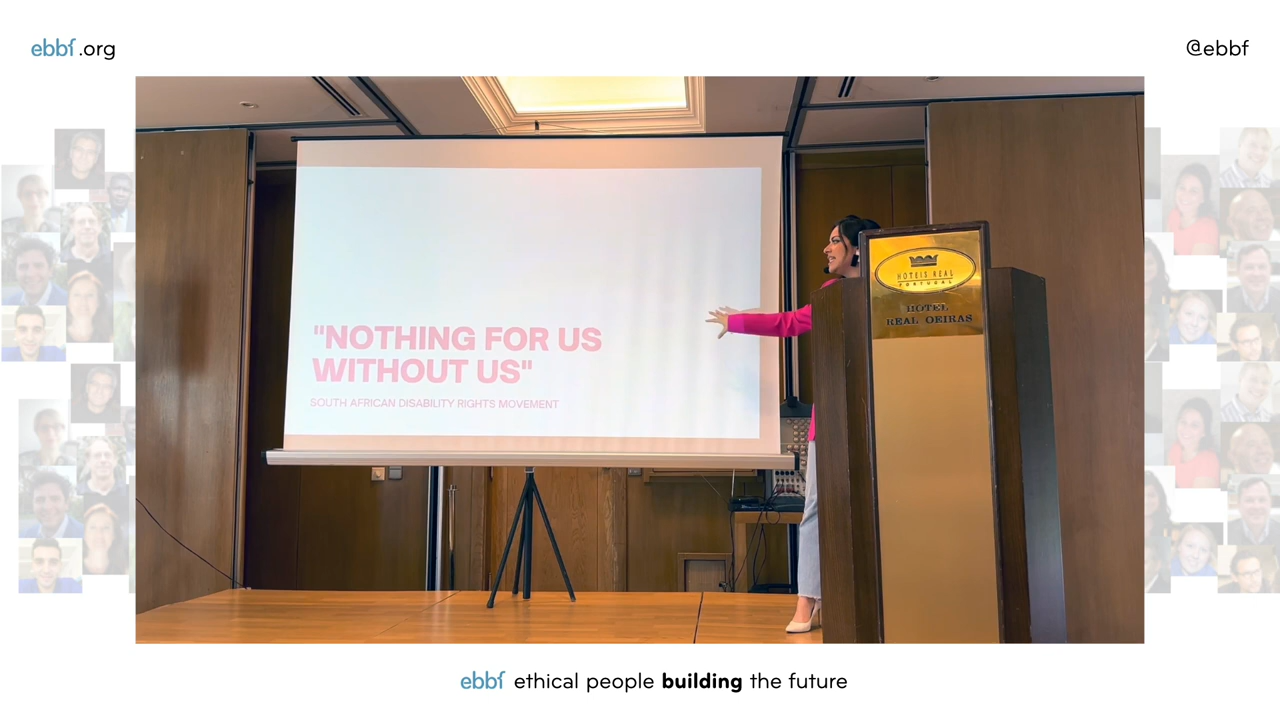 ebbf.org
@ebbf
"NOTHING FOR US
WITHOUT US"
SOUTH AFRICAN DISABILITY RIGHTS MOVEMENT
HOTEIS REAL
PORTUGAL
HOTEL
REAL OEIRAS
ebbf ethical people building the future